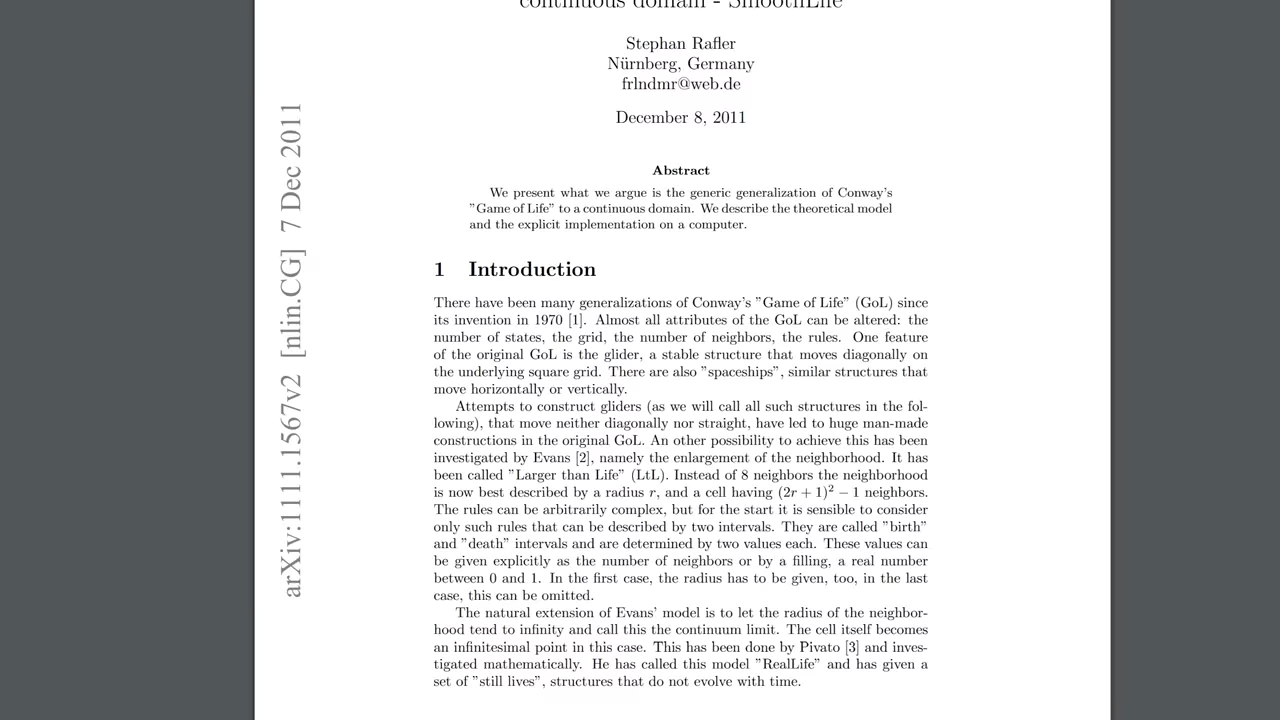 continuous domain - SmoothLife
Stephan Rafler
Nürnberg, Germany
frlndmr@web.de
December 8, 2011
Abstract
We present what we argue is the generic generalization of Conway's
"Game of Life" to a continuous domain. We describe the theoretical model
and the explicit implementation on a computer.
1 Introduction
There have been many generalizations of Conway's "Game of Life" (GoL) since
its invention in 1970 [1]. Almost all attributes of the GoL can be altered: the
number of states, the grid, the number of neighbors, the rules. One feature
of the original GoL is the glider, a stable structure that moves diagonally on
the underlying square grid. There are also "spaceships", similar structures that
move horizontally or vertically.
Attempts to construct gliders (as we will call all such structures in the fol-
lowing), that move neither diagonally nor straight, have led to huge man-made
constructions in the original GoL. An other possibility to achieve this has been
investigated by Evans [2], namely the enlargement of the neighborhood. It has
been called "Larger than Life" (LtL). Instead of 8 neighbors the neighborhood
is now best described by a radius r, and a cell having (2r + 1)² − 1 neighbors.
The rules can be arbitrarily complex, but for the start it is sensible to consider
only such rules that can be described by two intervals. They are called "birth"
and "death" intervals and are determined by two values each. These values can
be given explicitly as the number of neighbors or by a filling, a real number
between 0 and 1. In the first case, the radius has to be given, too, in the last
case, this can be omitted.
The natural extension of Evans' model is to let the radius of the neighbor-
hood tend to infinity and call this the continuum limit. The cell itself becomes
an infinitesimal point in this case. This has been done by Pivato [3] and inves-
tigated mathematically. He has called this model "RealLife" and has given a
set of "still lives", structures that do not evolve with time.
arXiv:1111.1567v2 [nlin.CG] 7 Dec 2011